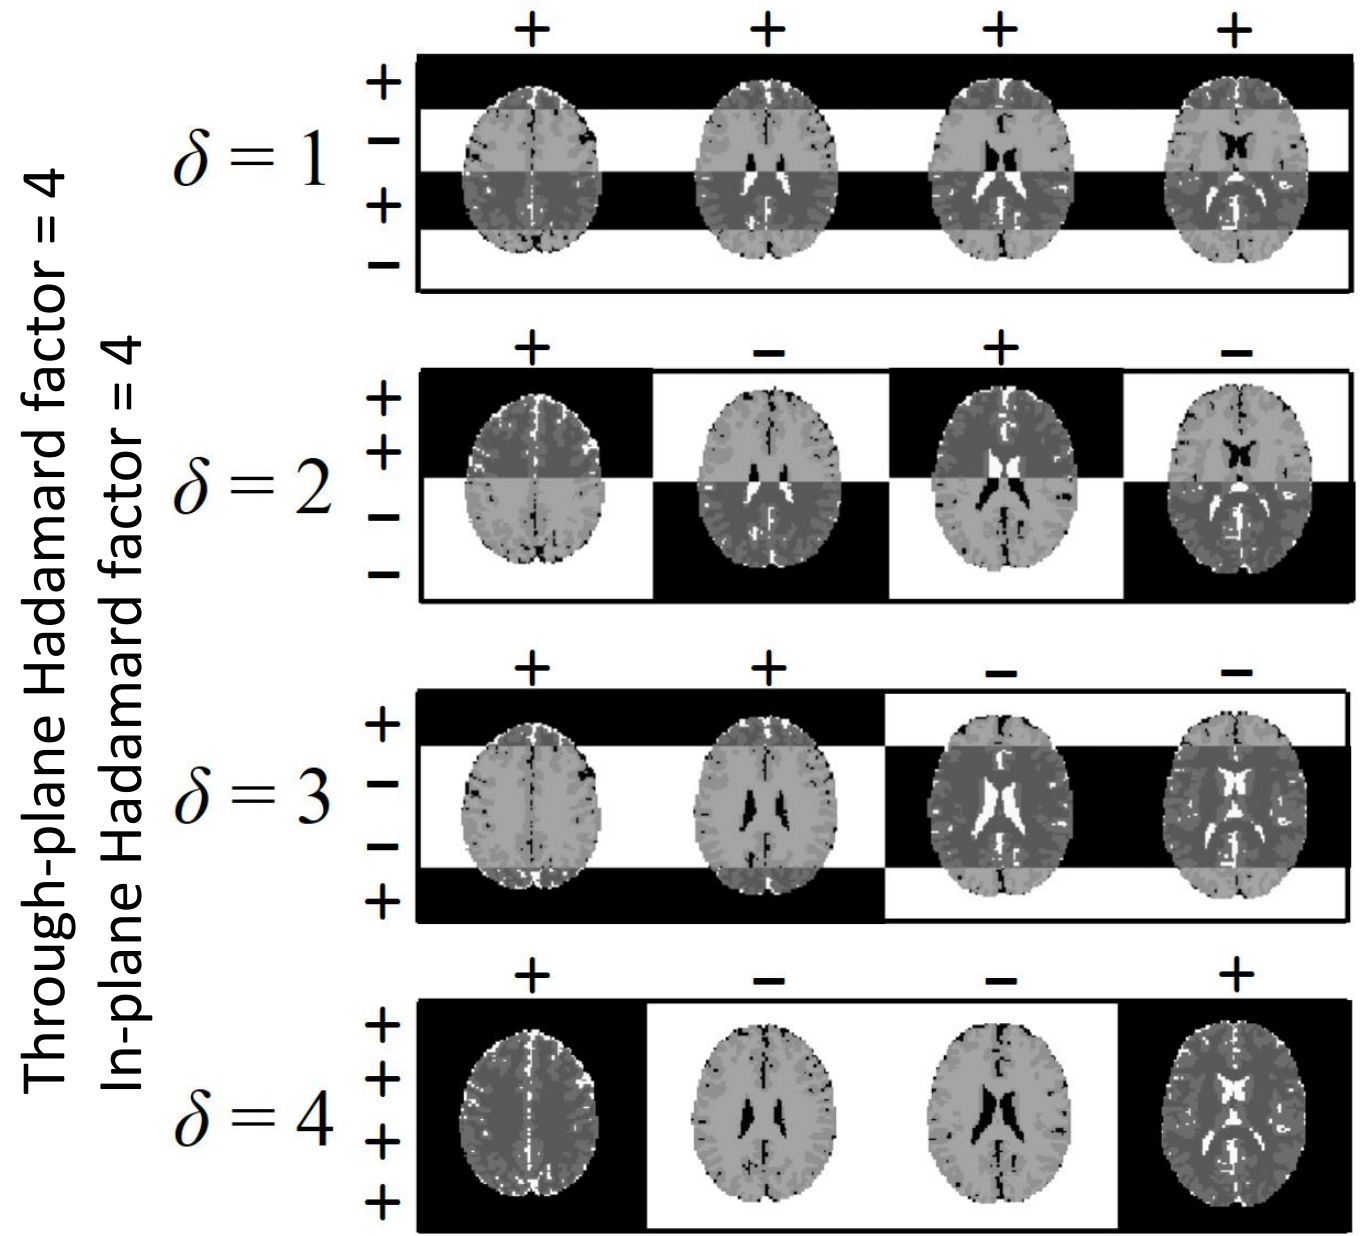 Through-plane Hadamard factor = 4
In-plane Hadamard factor = 4
+ + + +
δ = 1
+
−
+
−
+ − + −
δ = 2
+
+
−
−
+ + − −
δ = 3
+
−
−
+
+ − − +
δ = 4
+
+
+
+